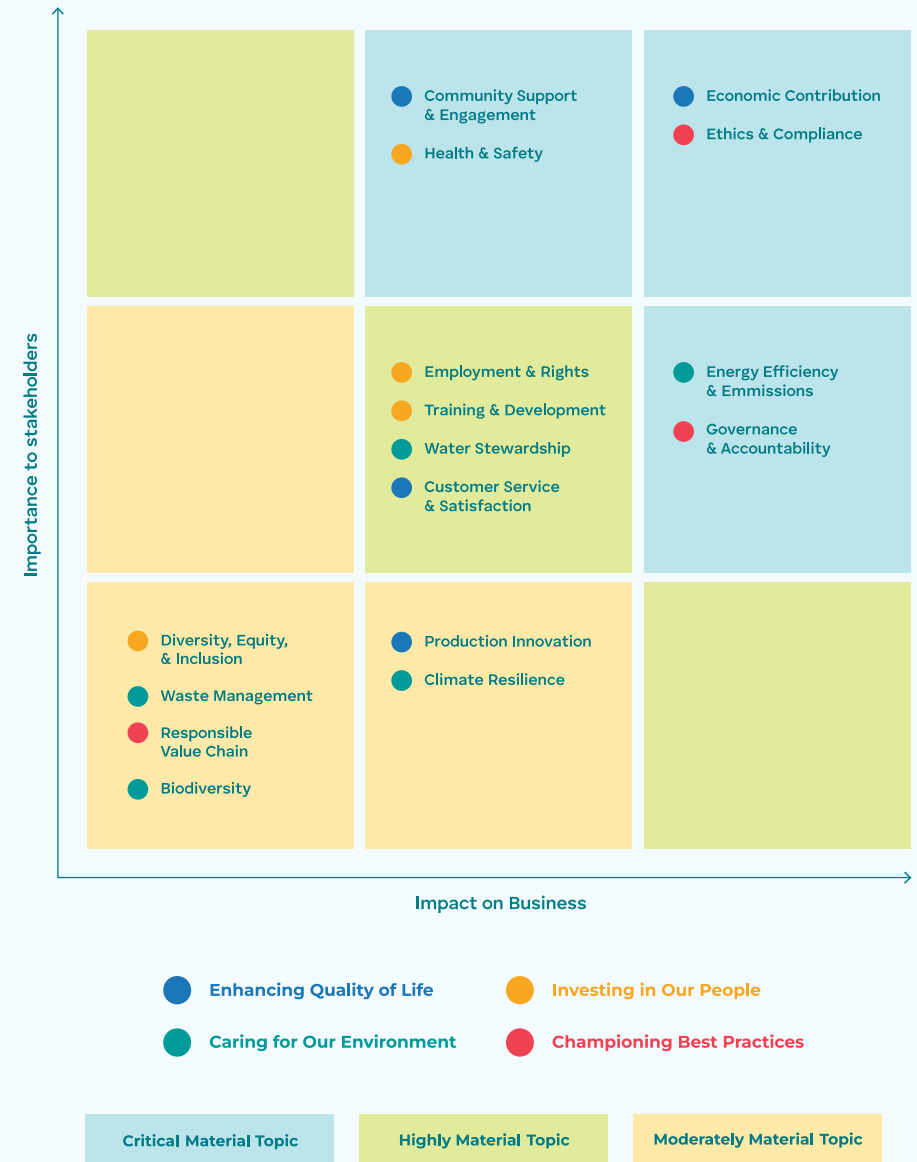 Importance to stakeholders
Community Support
& Engagement
Health & Safety
Economic Contribution
Ethics & Compliance
Employment & Rights
Training & Development
Water Stewardship
Customer Service
& Satisfaction
Energy Efficiency
& Emmissions
Governance
& Accountability
Diversity, Equity,
& Inclusion
Waste Management
Responsible
Value Chain
Biodiversity
Production Innovation
Climate Resilience
Impact on Business
Enhancing Quality of Life
Investing in Our People
Caring for Our Environment
Championing Best Practices
Critical Material Topic
Highly Material Topic
Moderately Material Topic